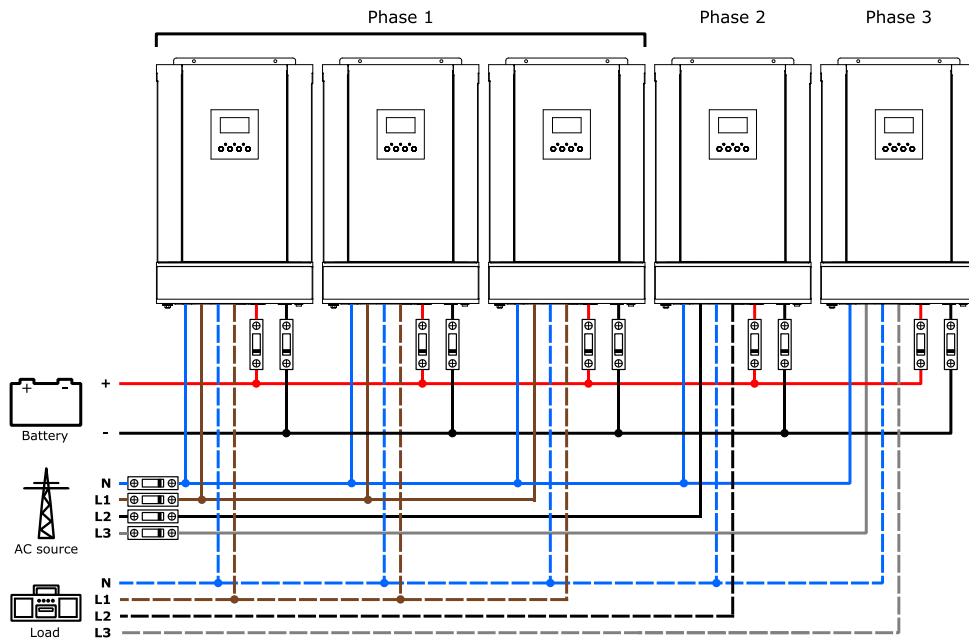 Phase 1
Phase 2
Phase 3
+ -
Battery
+
-
N
L1
L2
L3
AC source
N
L1
L2
L3
Load